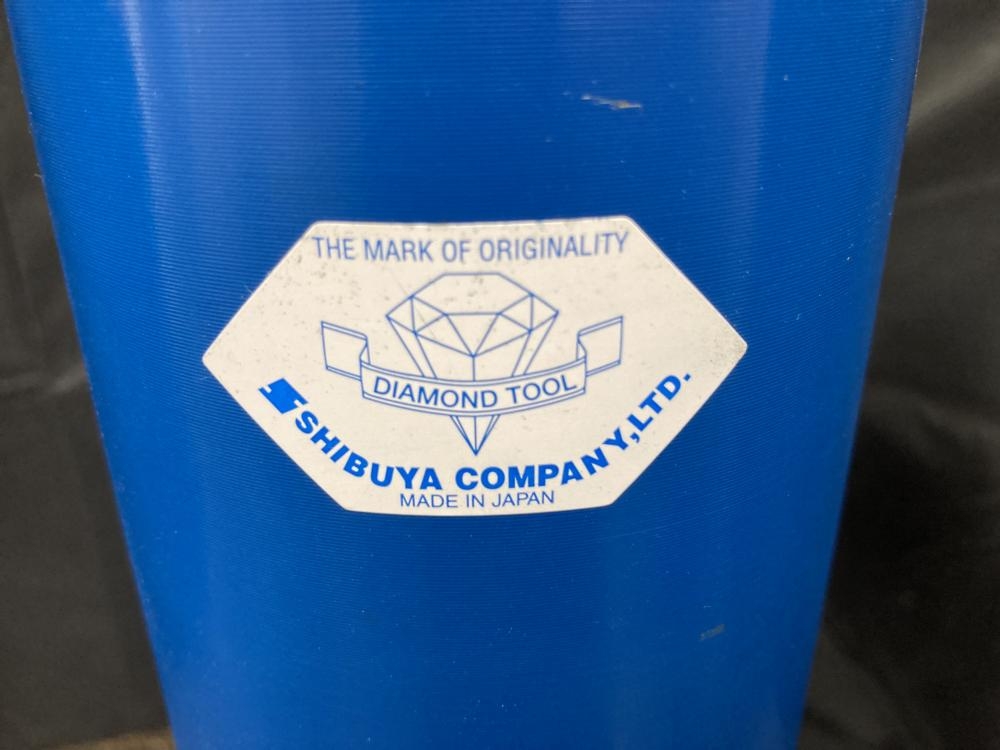 THE MARK OF ORIGINALITY
DIAMOND TOOL
SHIBUYA COMPANY,LTD.
MADE IN JAPAN